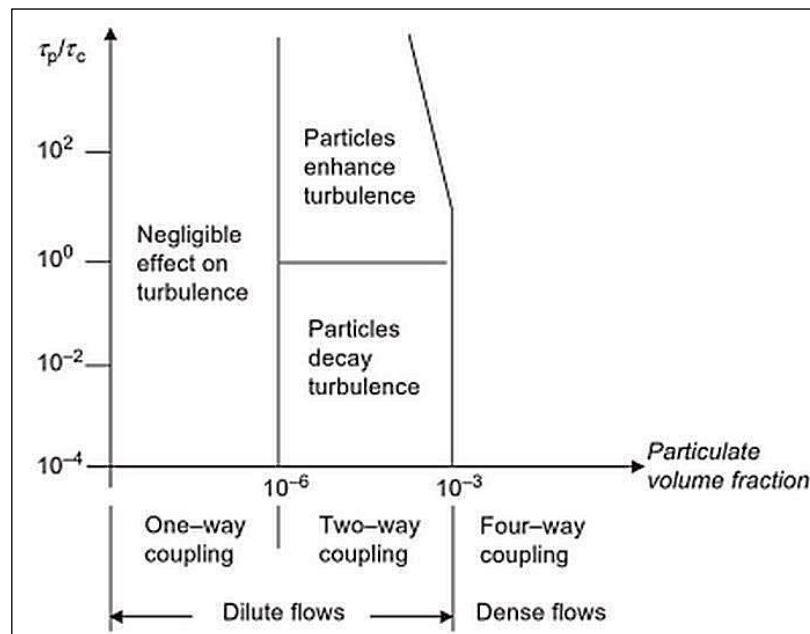 τp/τc
10²
10⁰
10⁻²
10⁻⁴
Negligible
effect on
turbulence
Particles
enhance
turbulence
Particles
decay
turbulence
10⁻⁶
10⁻³
Particulate
volume fraction
One–way
coupling
Two–way
coupling
Four–way
coupling
Dilute flows
Dense flows